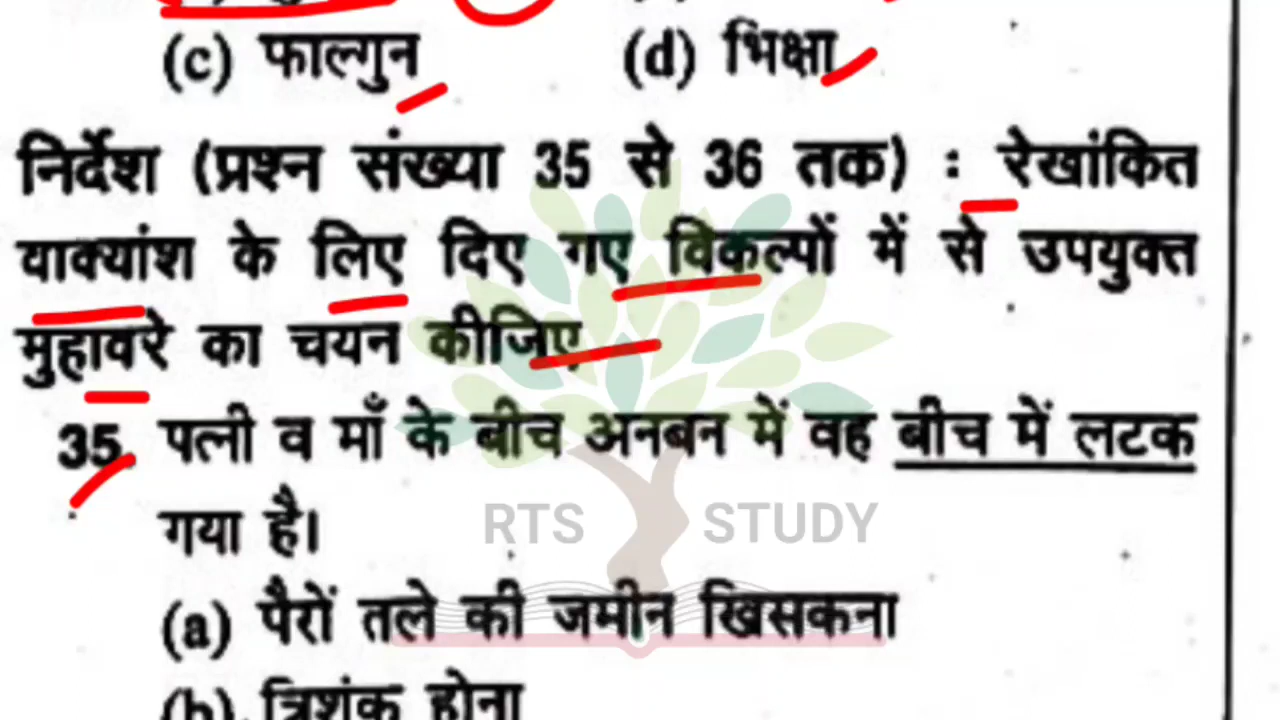 (c) फाल्गुन (d) भिक्षा
निर्देश (प्रश्न संख्या 35 से 36 तक) : रेखांकित
वाक्यांश के लिए दिए गए विकल्पों में से उपयुक्त
मुहावरे का चयन कीजिए
35. पत्नी व माँ के बीच अनबन में वह बीच में लटक
गया है।
RTS STUDY
(a) पैरों तले की जमीन खिसकना
(b) त्रिशंकु होना